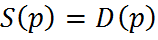 S(p) = D(p)